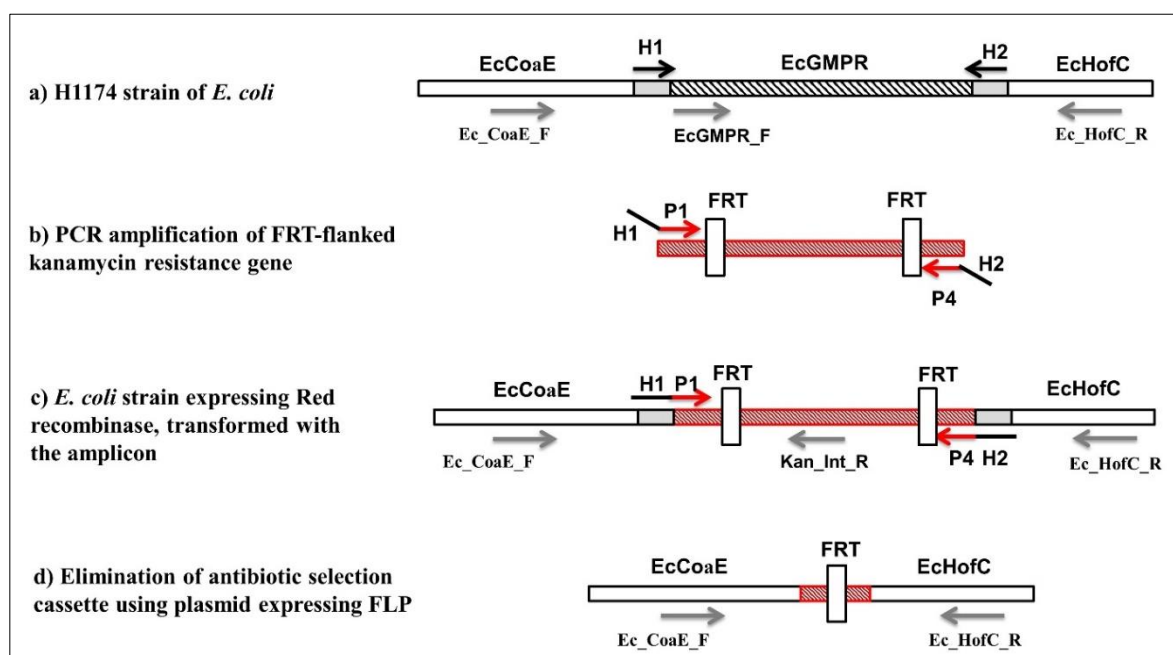 H1
EcGMPR
H2
EcCoaE
EcHofC
a) H1174 strain of E. coli
Ec_CoaE_F
EcGMPR_F
Ec_HofC_R
FRT
FRT
P1
b) PCR amplification of FRT-flanked
kanamycin resistance gene
H1
H2
P4
FRT
FRT
H1 P1
EcCoaE
EcHofC
c) E. coli strain expressing Red
recombinase, transformed with
the amplicon
Ec_CoaE_F
Kan_Int_R
P4 H2
Ec_HofC_R
FRT
EcCoaE
EcHofC
d) Elimination of antibiotic selection
cassette using plasmid expressing FLP
Ec_CoaE_F
Ec_HofC_R